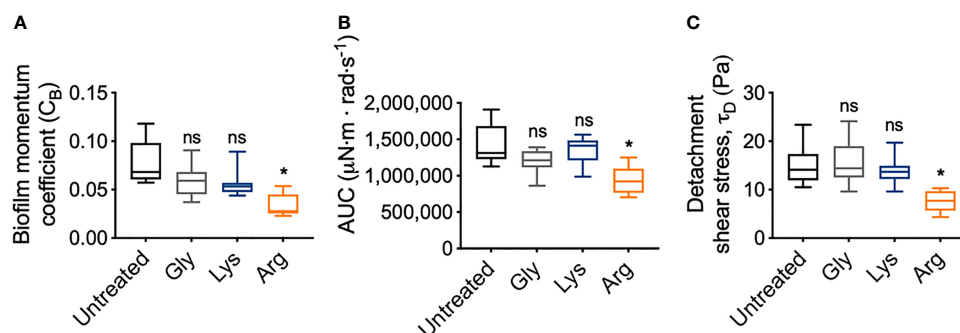 A
Biofilm momentum
coefficient (C_B)
0.15
0.10
0.05
0.00
ns
ns
*
Untreated
Gly
Lys
Arg
B
AUC (µN·m · rad·s⁻¹)
2,000,000
1,500,000
1,000,000
500,000
0
ns
ns
*
Untreated
Gly
Lys
Arg
C
Detachment
shear stress, τ_D (Pa)
30
20
10
0
ns
ns
*
Untreated
Gly
Lys
Arg